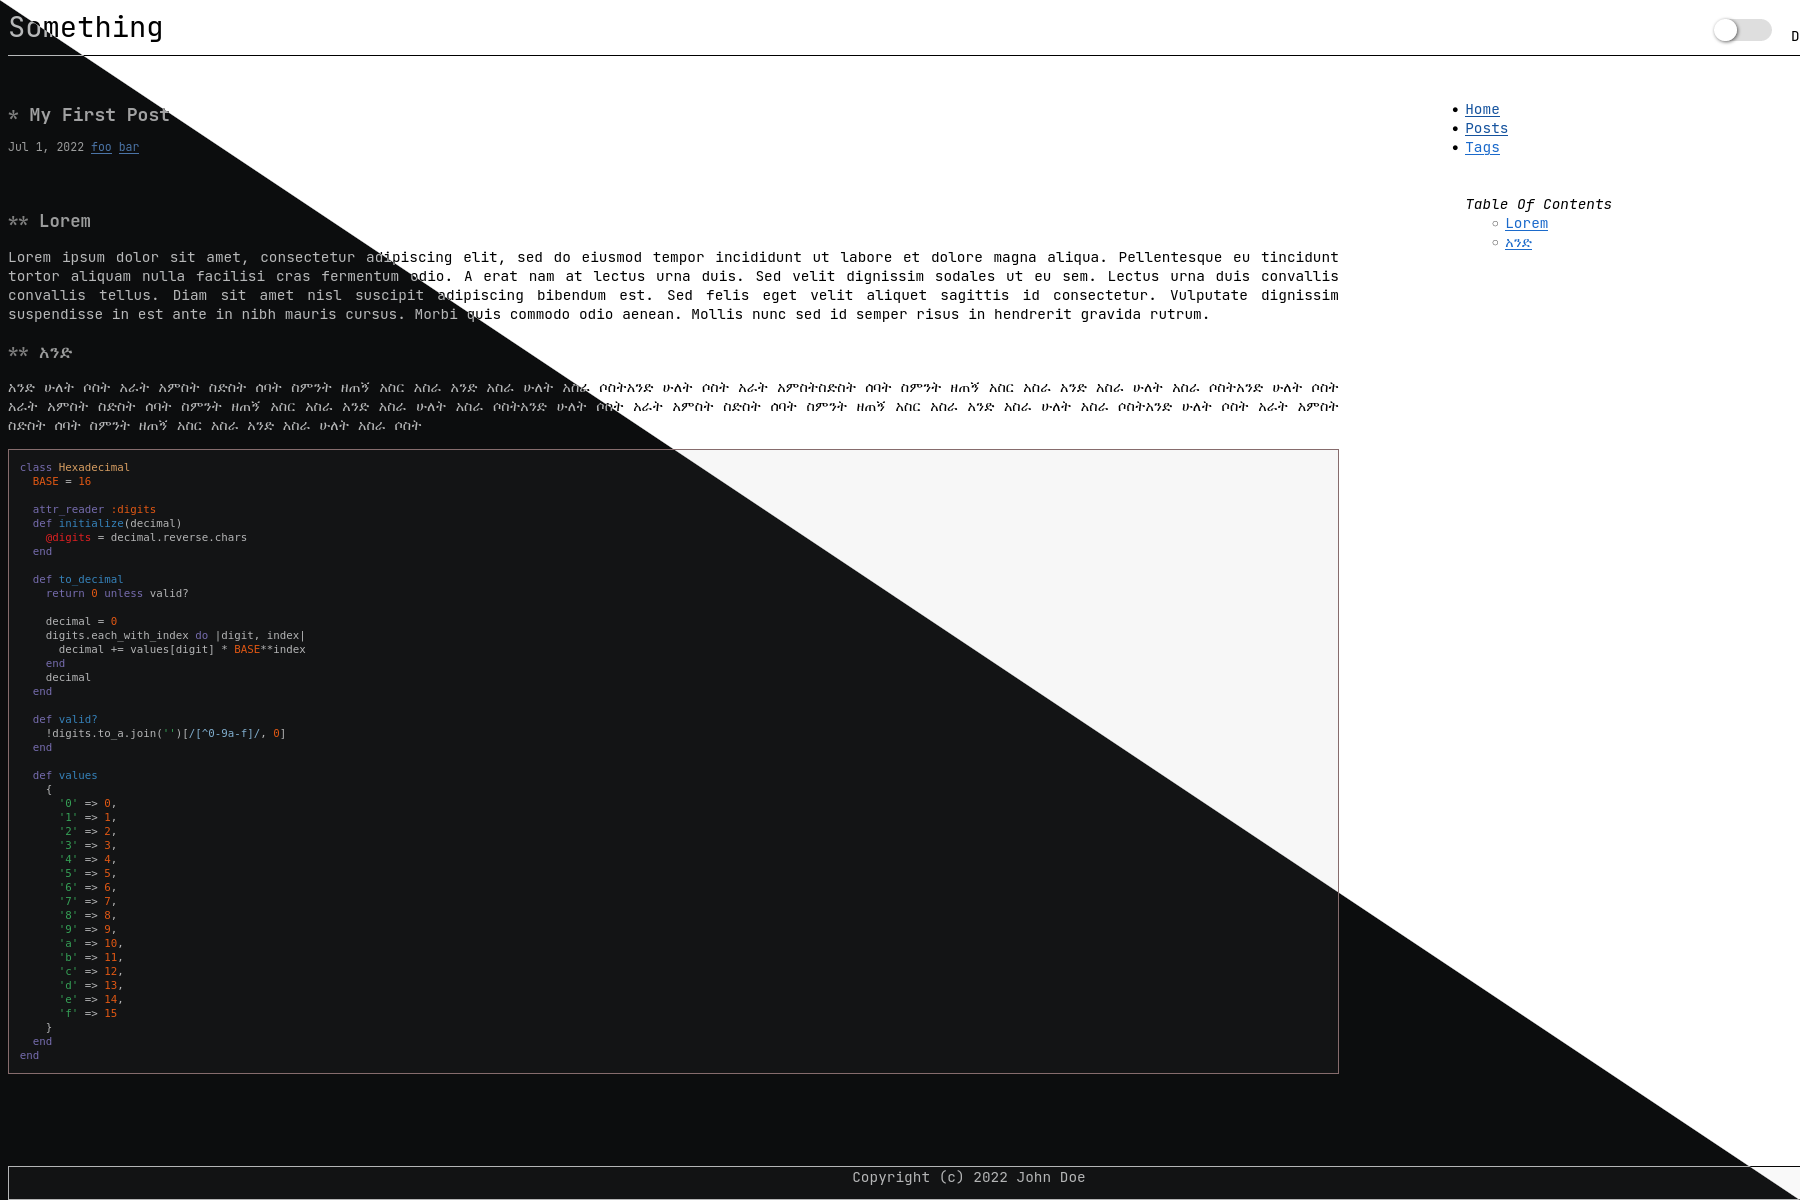 Something
D
* My First Post
Jul 1, 2022 foo bar
Home
Posts
Tags
Table Of Contents
Lorem
አንድ
** Lorem
Lorem ipsum dolor sit amet, consectetur adipiscing elit, sed do eiusmod tempor incididunt ut labore et dolore magna aliqua. Pellentesque eu tincidunt
tortor aliquam nulla facilisi cras fermentum odio. A erat nam at lectus urna duis. Sed velit dignissim sodales ut eu sem. Lectus urna duis convallis
convallis tellus. Diam sit amet nisl suscipit adipiscing bibendum est. Sed felis eget velit aliquet sagittis id consectetur. Vulputate dignissim
suspendisse in est ante in nibh mauris cursus. Morbi quis commodo odio aenean. Mollis nunc sed id semper risus in hendrerit gravida rutrum.
** አንድ
አንድ ሁለት ሶስት አራት አምስት ስድስት ሰባት ስምንት ዘጠኝ አስር አስራ አንድ አስራ ሁለት አስራ ሶስትአንድ ሁለት ሶስት አራት አምስትስድስት ሰባት ስምንት ዘጠኝ አስር አስራ አንድ አስራ ሁለት አስራ ሶስትአንድ ሁለት ሶስት
አራት አምስት ስድስት ሰባት ስምንት ዘጠኝ አስር አስራ አንድ አስራ ሁለት አስራ ሶስትአንድ ሁለት ሶስት አራት አምስት ስድስት ሰባት ስምንት ዘጠኝ አስር አስራ አንድ አስራ ሁለት አስራ ሶስትአንድ ሁለት ሶስት አራት አምስት
ስድስት ሰባት ስምንት ዘጠኝ አስር አስራ አንድ አስራ ሁለት አስራ ሶስት
class Hexadecimal
  BASE = 16
  attr_reader :digits
  def initialize(decimal)
    @digits = decimal.reverse.chars
  end
  def to_decimal
    return 0 unless valid?
    decimal = 0
    digits.each_with_index do |digit, index|
      decimal += values[digit] * BASE**index
    end
    decimal
  end
  def valid?
    !digits.to_a.join('')[/[^0-9a-f]/, 0]
  end
  def values
    {
      '0' => 0,
      '1' => 1,
      '2' => 2,
      '3' => 3,
      '4' => 4,
      '5' => 5,
      '6' => 6,
      '7' => 7,
      '8' => 8,
      '9' => 9,
      'a' => 10,
      'b' => 11,
      'c' => 12,
      'd' => 13,
      'e' => 14,
      'f' => 15
    }
  end
end
Copyright (c) 2022 John Doe